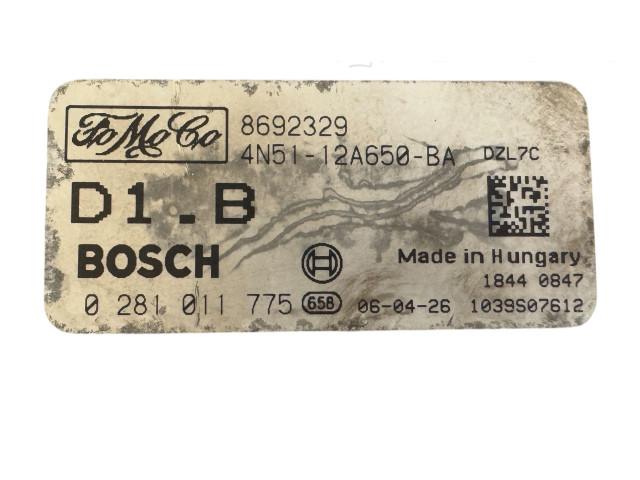 FoMoCo 8692329
4N51-12A650-BA DZL7C
D1.B
BOSCH
Made in Hungary
1844 0847
0 281 011 775 658 06-04-26 1039S07612